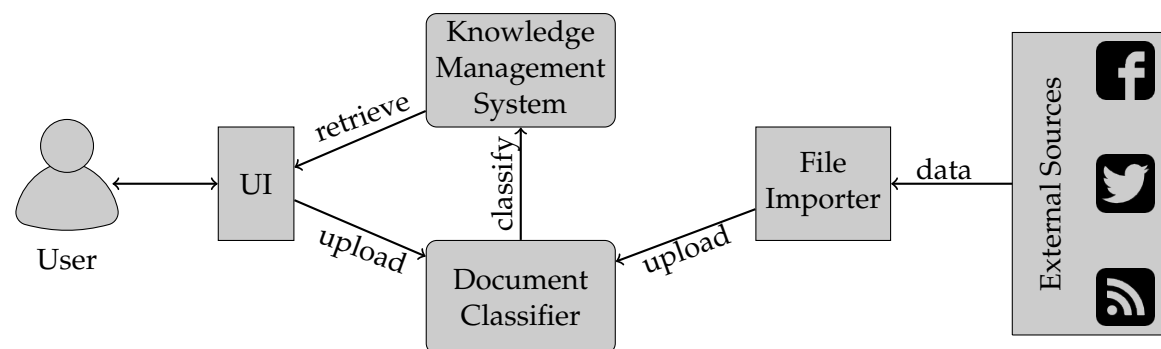 Knowledge
Management
System
retrieve
classify
UI
User
upload
Document
Classifier
upload
File
Importer
data
External Sources